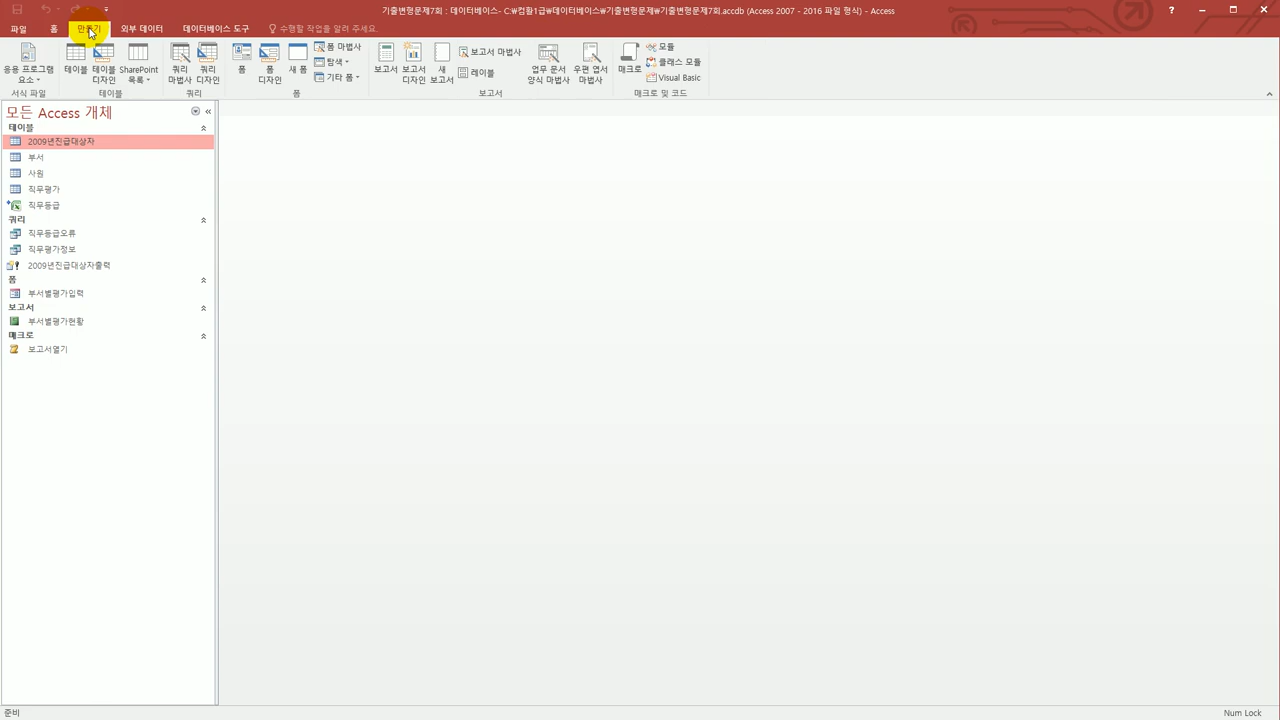 기출변형문제7회 : 데이터베이스- C:₩컴활1급₩데이터베이스₩기출변형문제₩기출변형문제7회.accdb (Access 2007 - 2016 파일 형식) - Access
?
파일 홈 만들기 외부 데이터 데이터베이스 도구 수행할 작업을 알려 주세요.
응용 프로그램 요소
테이블
테이블 디자인
SharePoint 목록
쿼리 마법사
쿼리 디자인
폼
폼 디자인
새 폼
폼 마법사
탐색
기타 폼
보고서
보고서 디자인
새 보고서
보고서 마법사
레이블
업무 문서 양식 마법사
우편 엽서 마법사
매크로
모듈
클래스 모듈
Visual Basic
서식 파일 테이블 쿼리 폼 보고서 매크로 및 코드
모든 Access 개체
테이블
2009년진급대상자
부서
사원
직무평가
직무등급
쿼리
직무등급오류
직무평가정보
2009년진급대상자출력
폼
부서별평가입력
보고서
부서별평가현황
매크로
보고서열기
준비
Num Lock